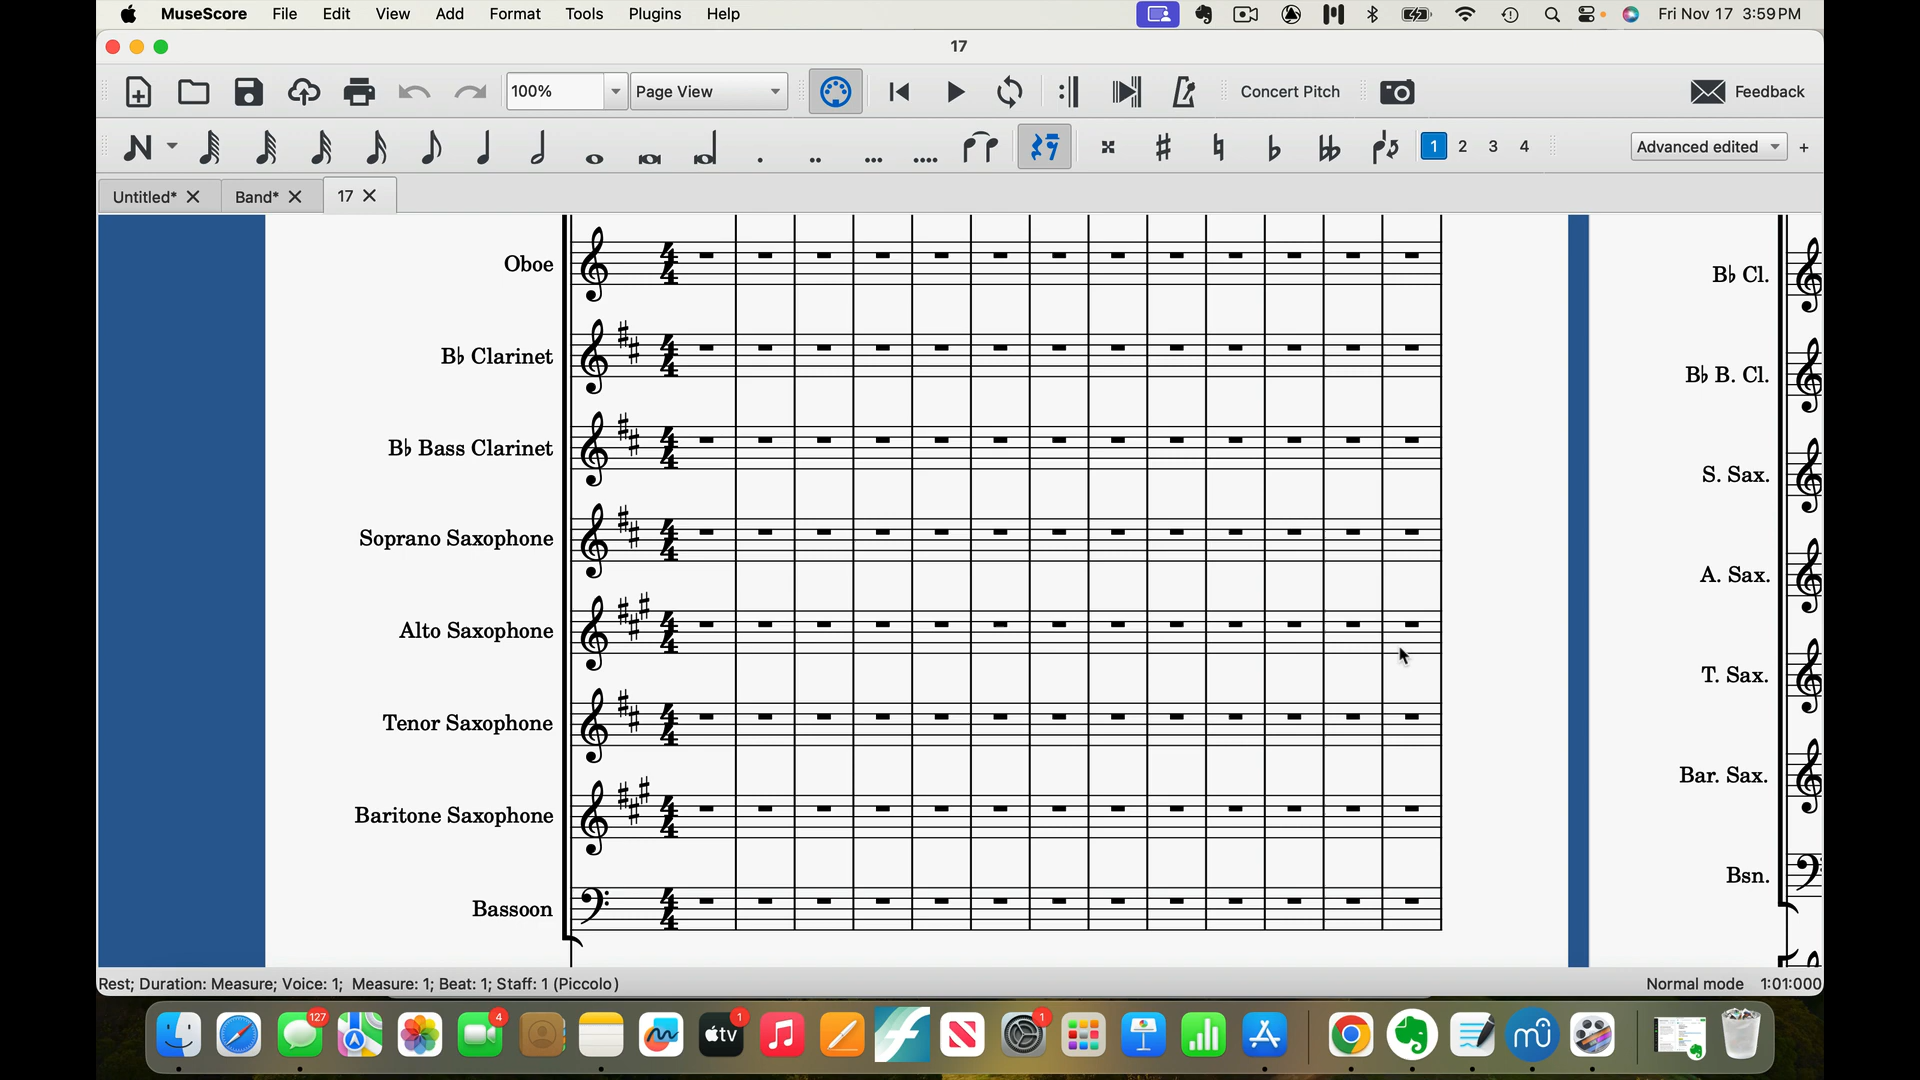 MuseScore File Edit View Add Format Tools Plugins Help Fri Nov 17 3:59 PM
17
100% Page View Concert Pitch Feedback
1 2 3 4 Advanced edited +
Untitled* Band* 17
Oboe
B♭ Clarinet
B♭ Bass Clarinet
Soprano Saxophone
Alto Saxophone
Tenor Saxophone
Baritone Saxophone
Bassoon
B♭ Cl.
B♭ B. Cl.
S. Sax.
A. Sax.
T. Sax.
Bar. Sax.
Bsn.
Rest; Duration: Measure; Voice: 1; Measure: 1; Beat: 1; Staff: 1 (Piccolo) Normal mode 1:01:000
127 4 tv 1 1